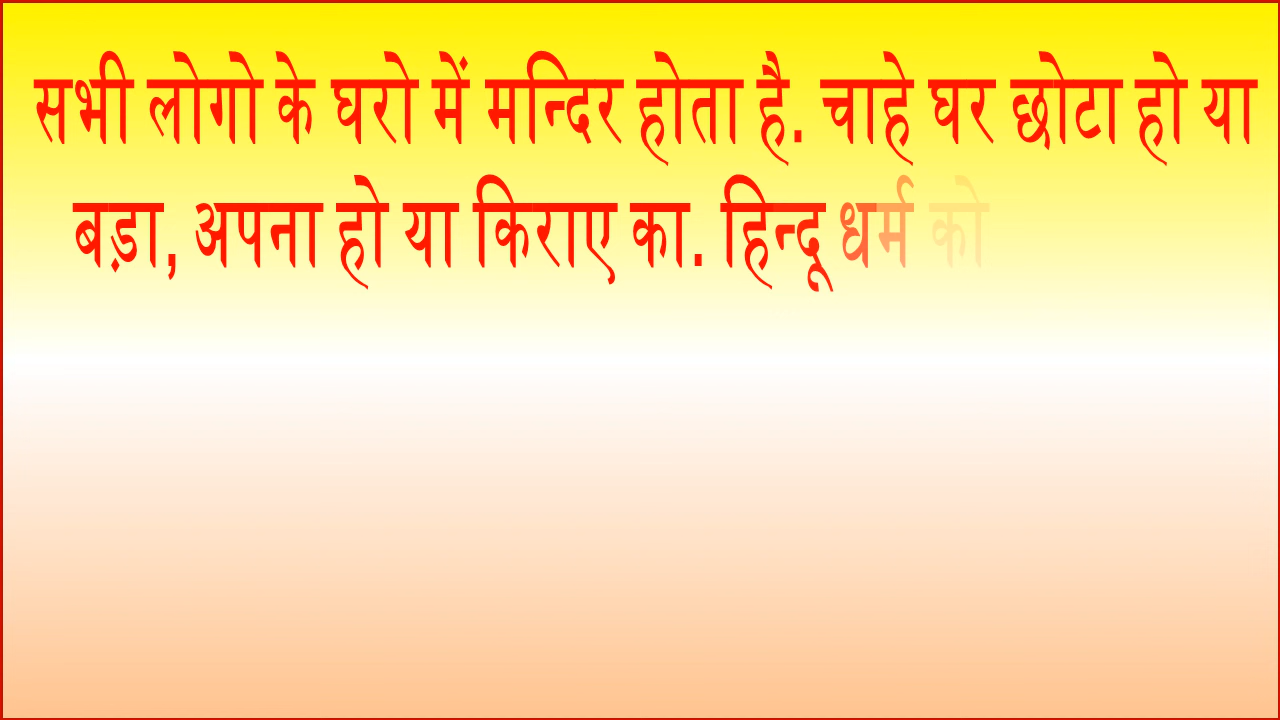 सभी लोगो के घरो में मन्दिर होता है. चाहे घर छोटा हो या
बड़ा, अपना हो या किराए का. हिन्दू धर्म को